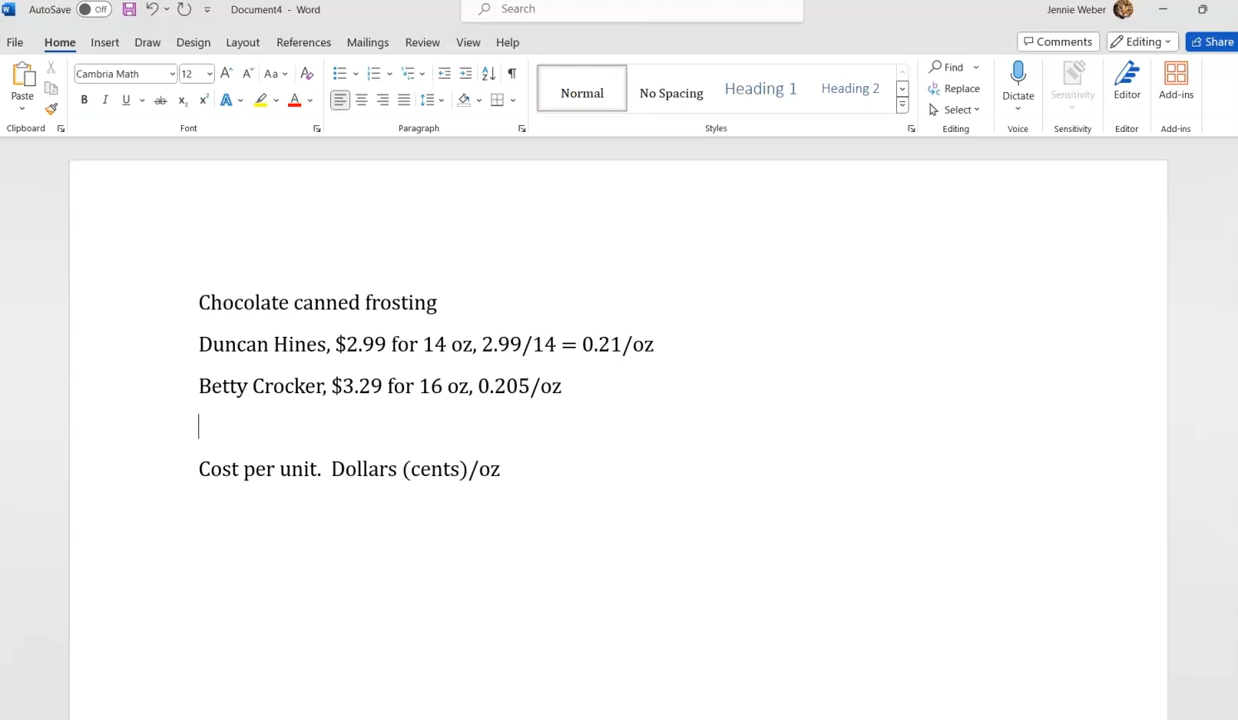 AutoSave Off Document4 - Word Search Jennie Weber
File Home Insert Draw Design Layout References Mailings Review View Help Comments Editing Share
Paste Cambria Math 12 Aa Normal No Spacing Heading 1 Heading 2 Find Replace Select Dictate Sensitivity Editor Add-ins
B I U ab x₂ x² A A
Clipboard Font Paragraph Styles Editing Voice Sensitivity Editor Add-ins
Chocolate canned frosting
Duncan Hines, $2.99 for 14 oz, 2.99/14 = 0.21/oz
Betty Crocker, $3.29 for 16 oz, 0.205/oz
Cost per unit.  Dollars (cents)/oz